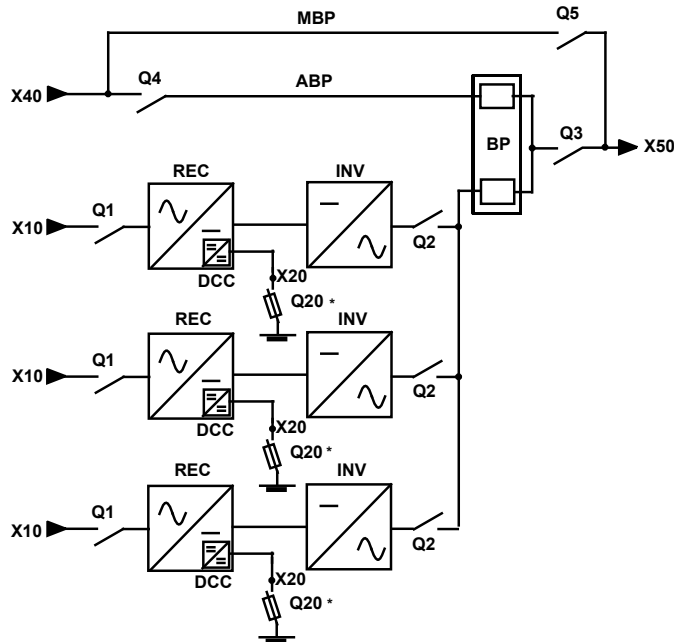 MBP
Q5
Q4
ABP
X40
BP
Q3
X50
REC
INV
Q1
X10
Q2
DCC
X20
Q20 *
REC
INV
Q1
X10
Q2
DCC
X20
Q20 *
REC
INV
Q1
X10
Q2
DCC
X20
Q20 *